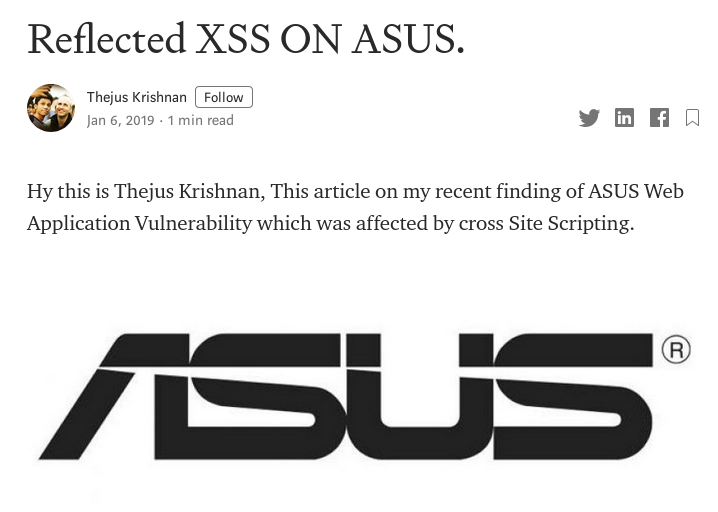 Reflected XSS ON ASUS.
Thejus Krishnan Follow
Jan 6, 2019 · 1 min read
Hy this is Thejus Krishnan, This article on my recent finding of ASUS Web
Application Vulnerability which was affected by cross Site Scripting.
ASUS®